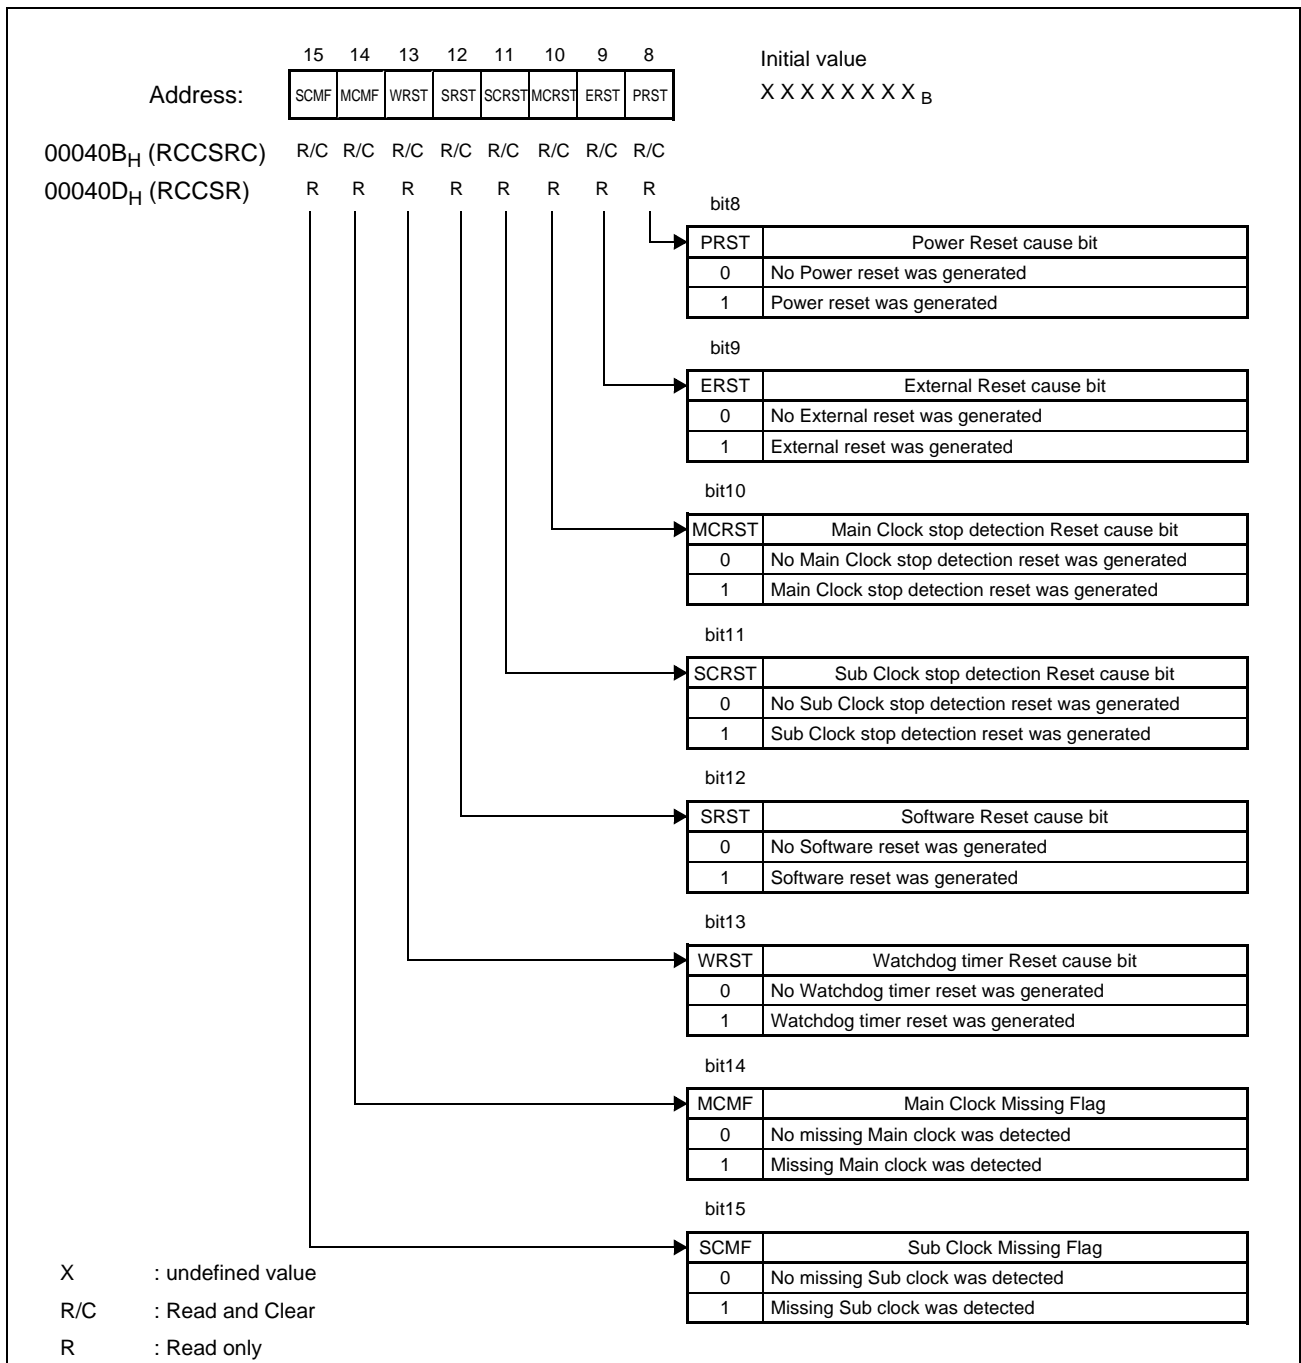 15 14 13 12 11 10 9 8 Initial value
Address: SCMF MCMF WRST SRST SCRST MCRST ERST PRST X X X X X X X X B
00040BH (RCCSRC) R/C R/C R/C R/C R/C R/C R/C R/C
00040DH (RCCSR) R R R R R R R R
bit8
PRST Power Reset cause bit
0 No Power reset was generated
1 Power reset was generated
bit9
ERST External Reset cause bit
0 No External reset was generated
1 External reset was generated
bit10
MCRST Main Clock stop detection Reset cause bit
0 No Main Clock stop detection reset was generated
1 Main Clock stop detection reset was generated
bit11
SCRST Sub Clock stop detection Reset cause bit
0 No Sub Clock stop detection reset was generated
1 Sub Clock stop detection reset was generated
bit12
SRST Software Reset cause bit
0 No Software reset was generated
1 Software reset was generated
bit13
WRST Watchdog timer Reset cause bit
0 No Watchdog timer reset was generated
1 Watchdog timer reset was generated
bit14
MCMF Main Clock Missing Flag
0 No missing Main clock was detected
1 Missing Main clock was detected
bit15
SCMF Sub Clock Missing Flag
0 No missing Sub clock was detected
1 Missing Sub clock was detected
X : undefined value
R/C : Read and Clear
R : Read only